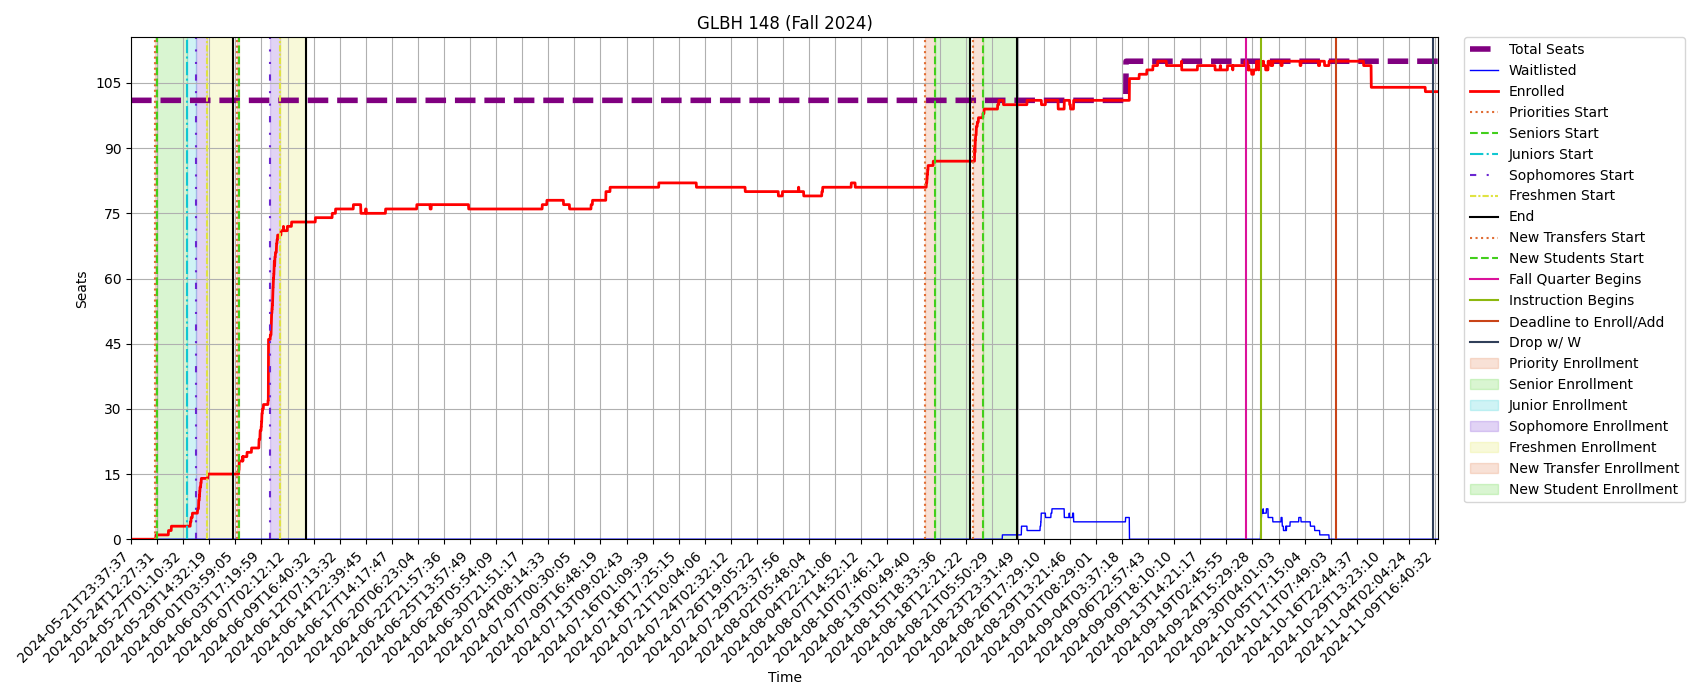 GLBH 148 (Fall 2024)
Seats
105
90
75
60
45
30
15
0
2024-05-21T23:37:37
2024-05-24T12:27:31
2024-05-27T01:10:32
2024-05-29T14:32:19
2024-06-01T03:59:05
2024-06-03T17:19:59
2024-06-07T02:12:12
2024-06-09T16:40:32
2024-06-12T07:13:32
2024-06-14T22:39:45
2024-06-17T14:17:47
2024-06-20T06:23:04
2024-06-22T21:57:36
2024-06-25T13:57:49
2024-06-28T05:54:09
2024-06-30T21:51:17
2024-07-04T08:14:33
2024-07-07T00:30:05
2024-07-09T16:48:19
2024-07-13T09:02:43
2024-07-16T01:09:35
2024-07-18T17:25:15
2024-07-21T10:04:06
2024-07-24T02:32:12
2024-07-26T19:05:22
2024-07-29T23:37:56
2024-08-02T05:48:04
2024-08-04T22:21:06
2024-08-07T14:52:12
2024-08-10T07:46:12
2024-08-13T00:49:40
2024-08-15T18:33:36
2024-08-18T12:21:22
2024-08-21T05:50:29
2024-08-23T23:31:49
2024-08-26T17:29:10
2024-08-29T13:21:46
2024-09-01T08:29:01
2024-09-04T03:37:18
2024-09-06T22:57:43
2024-09-09T18:10:10
2024-09-13T14:21:17
2024-09-19T02:45:55
2024-09-24T15:29:28
2024-09-30T04:01:03
2024-10-05T17:15:04
2024-10-11T07:49:03
2024-10-16T22:44:37
2024-10-29T13:23:10
2024-11-04T02:04:24
2024-11-09T16:40:32
Time
Total Seats
Waitlisted
Enrolled
Priorities Start
Seniors Start
Juniors Start
Sophomores Start
Freshmen Start
End
New Transfers Start
New Students Start
Fall Quarter Begins
Instruction Begins
Deadline to Enroll/Add
Drop w/ W
Priority Enrollment
Senior Enrollment
Junior Enrollment
Sophomore Enrollment
Freshmen Enrollment
New Transfer Enrollment
New Student Enrollment